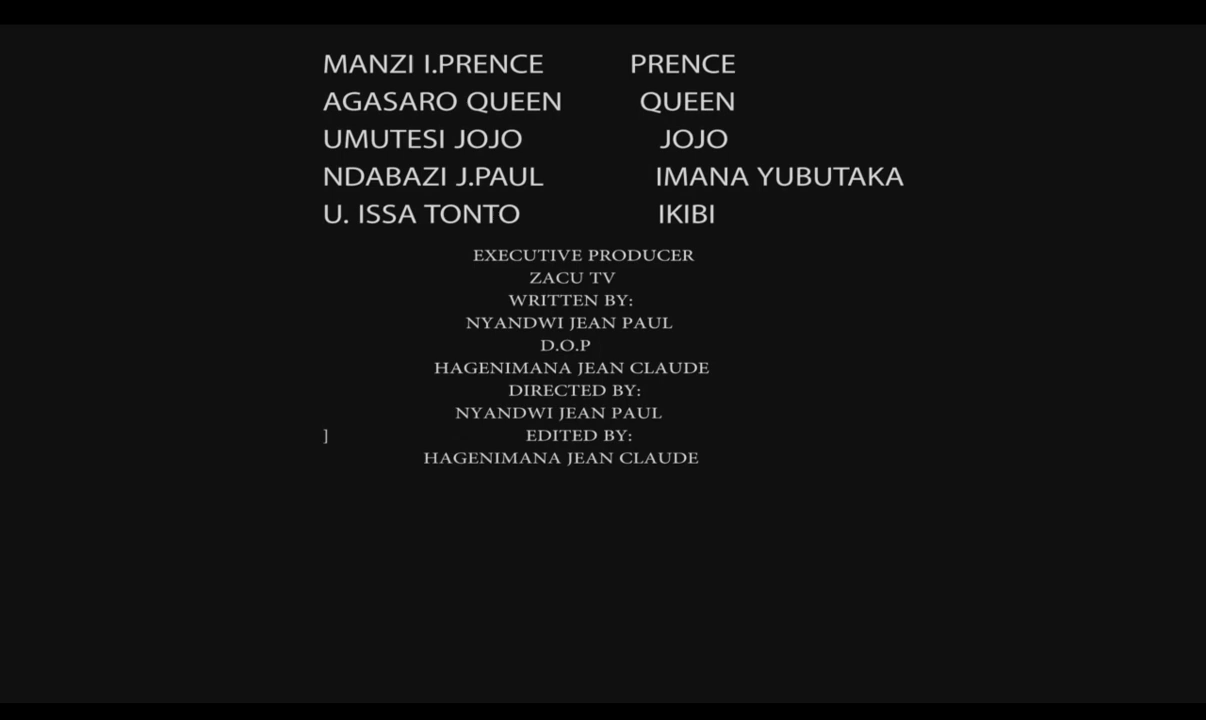 MANZI I.PRENCE PRENCE
AGASARO QUEEN QUEEN
UMUTESI JOJO JOJO
NDABAZI J.PAUL IMANA YUBUTAKA
U. ISSA TONTO IKIBI
EXECUTIVE PRODUCER
ZACU TV
WRITTEN BY:
NYANDWI JEAN PAUL
D.O.P
HAGENIMANA JEAN CLAUDE
DIRECTED BY:
NYANDWI JEAN PAUL
] EDITED BY:
HAGENIMANA JEAN CLAUDE